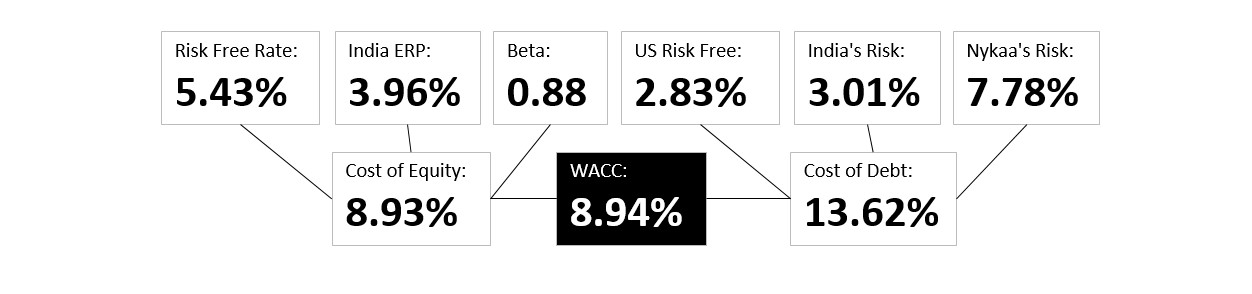 Risk Free Rate:
5.43%
India ERP:
3.96%
Beta:
0.88
US Risk Free:
2.83%
India's Risk:
3.01%
Nykaa's Risk:
7.78%
Cost of Equity:
8.93%
WACC:
8.94%
Cost of Debt:
13.62%